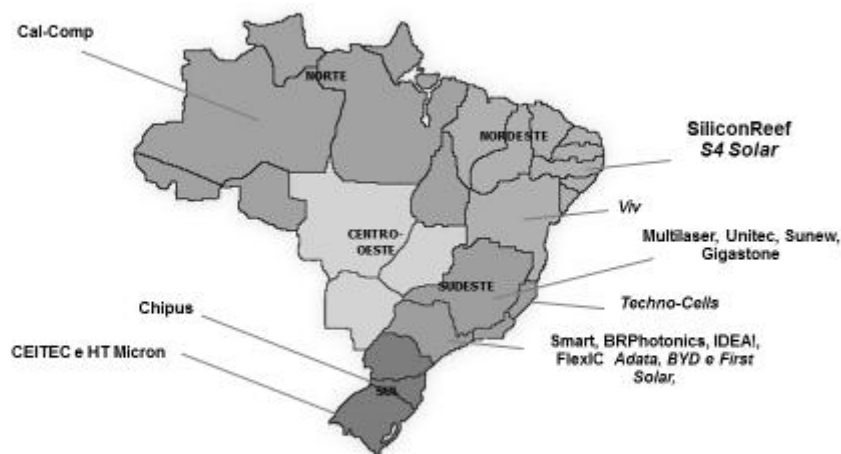 Cal-Comp
NORTE
NORDESTE
SiliconReef
S4 Solar
Viv
CENTRO-
OESTE
Multilaser, Unitec, Sunew,
Gigastone
SUDESTE
Techno-Cells
Chipus
Smart, BRPhotonics, IDEA!,
FlexIC Adata, BYD e First
Solar,
CEITEC e HT Micron
SUL